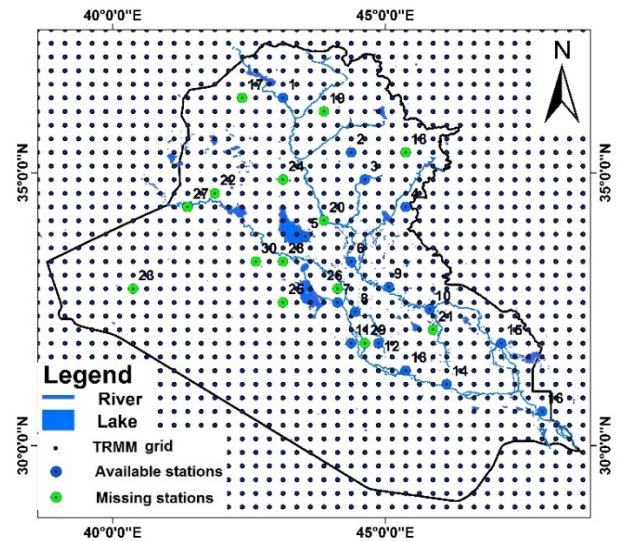 40°0'0"E 45°0'0"E
N
17 1
19
2 18
35°0'0"N 35°0'0"N
24 3
22
27 4
20
5
30 28 6
23 26 9
25 7
8 10
21
11 29 15
12
13
14
16
Legend
River
Lake
TRMM grid
Available stations
Missing stations
30°0'0"N 30°0'0"N
40°0'0"E 45°0'0"E